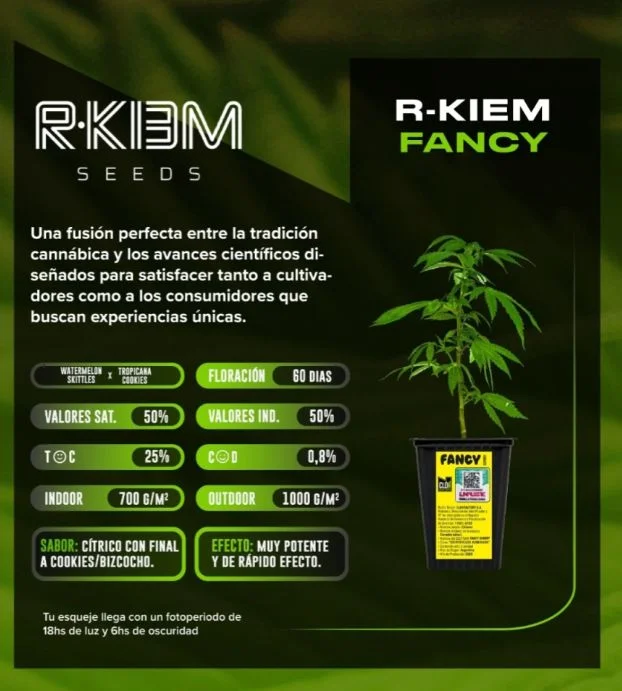 R·KIEM
SEEDS
R-KIEM
FANCY
Una fusión perfecta entre la tradición
cannábica y los avances científicos di-
señados para satisfacer tanto a cultiva-
dores como a los consumidores que
buscan experiencias únicas.
WATERMELON SKITTLES x TROPICANA COOKIES
FLORACIÓN 60 DIAS
VALORES SAT. 50%
VALORES IND. 50%
T☹C 25%
C☺D 0,8%
INDOOR 700 G/M²
OUTDOOR 1000 G/M²
SABOR: CÍTRICO CON FINAL
A COOKIES/BIZCOCHO.
EFECTO: MUY POTENTE
Y DE RÁPIDO EFECTO.
FANCY
Tu esqueje llega con un fotoperiodo de
18hs de luz y 6hs de oscuridad